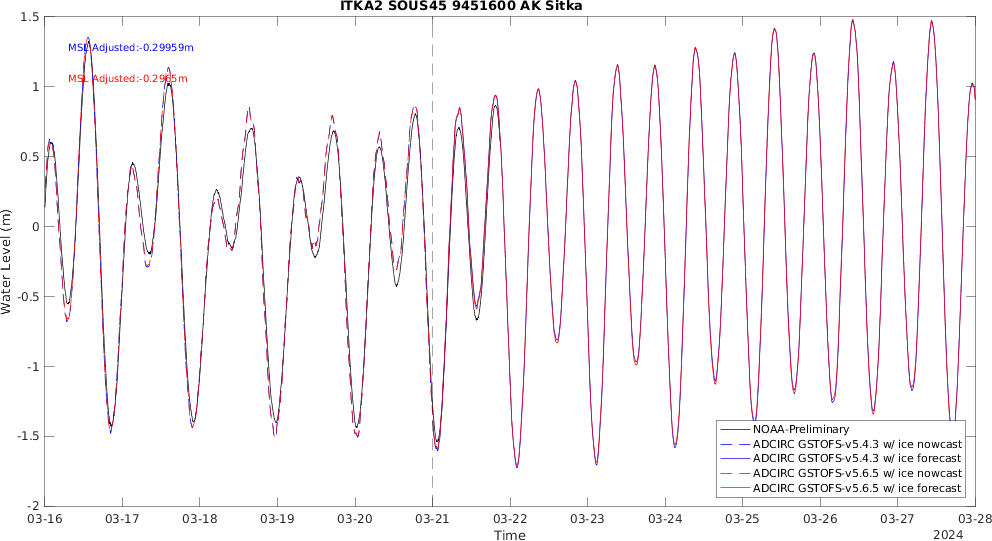 ITKA2 SOUS45 9451600 AK Sitka
MSL Adjusted:-0.29959m
MSL Adjusted:-0.2965m
Water Level (m)
1.5
1
0.5
0
-0.5
-1
-1.5
-2
NOAA-Preliminary
ADCIRC GSTOFS-v5.4.3 w/ ice nowcast
ADCIRC GSTOFS-v5.4.3 w/ ice forecast
ADCIRC GSTOFS-v5.6.5 w/ ice nowcast
ADCIRC GSTOFS-v5.6.5 w/ ice forecast
03-16 03-17 03-18 03-19 03-20 03-21 03-22 03-23 03-24 03-25 03-26 03-27 03-28
Time
2024